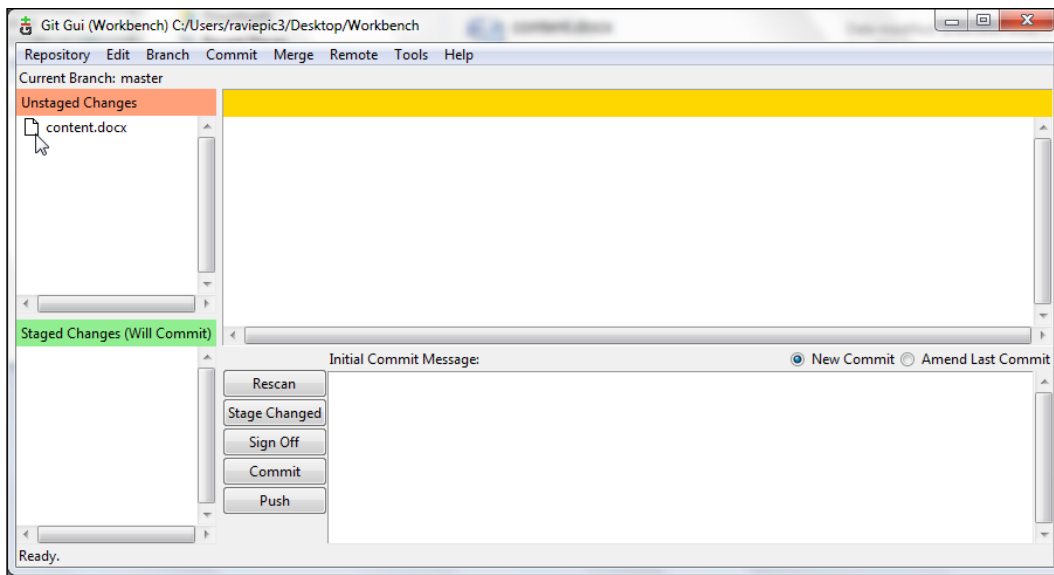 Git Gui (Workbench) C:/Users/raviepic3/Desktop/Workbench
Repository Edit Branch Commit Merge Remote Tools Help
Current Branch: master
Unstaged Changes
content.docx
Staged Changes (Will Commit)
Initial Commit Message:
New Commit
Amend Last Commit
Rescan
Stage Changed
Sign Off
Commit
Push
Ready.